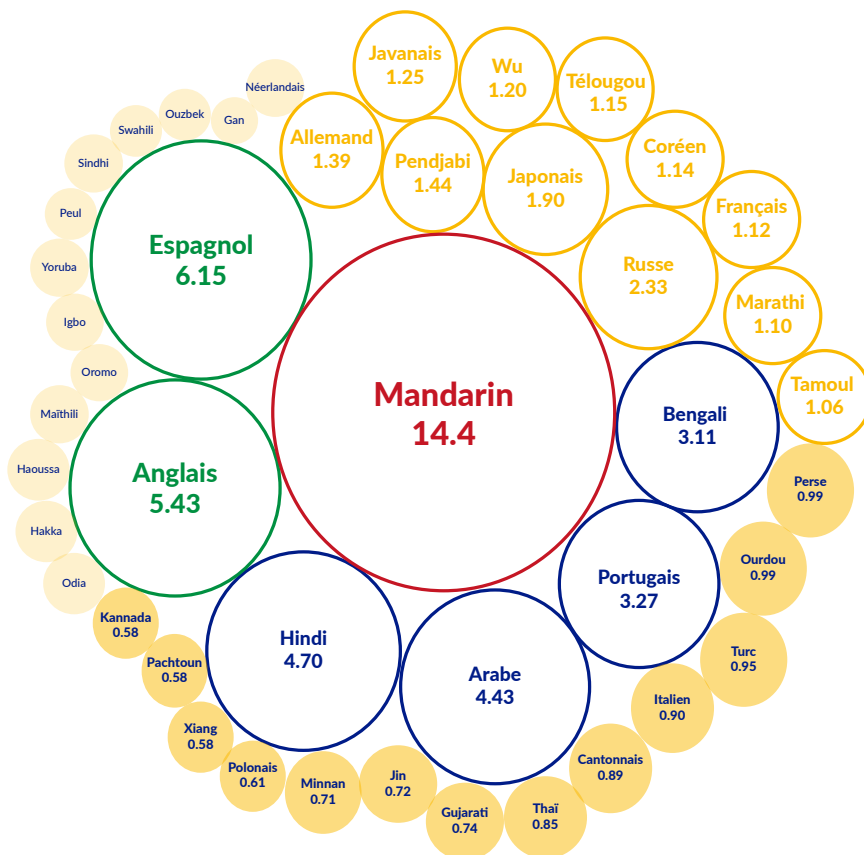 Javanais
1.25
Wu
1.20
Télougou
1.15
Néerlandais
Ouzbek
Gan
Swahili
Sindhi
Allemand
1.39
Pendjabi
1.44
Japonais
1.90
Coréen
1.14
Français
1.12
Peul
Yoruba
Igbo
Oromo
Espagnol
6.15
Russe
2.33
Marathi
1.10
Tamoul
1.06
Mandarin
14.4
Bengali
3.11
Maïthili
Haoussa
Hakka
Odia
Anglais
5.43
Perse
0.99
Ourdou
0.99
Portugais
3.27
Kannada
0.58
Pachtoun
0.58
Hindi
4.70
Arabe
4.43
Turc
0.95
Italien
0.90
Xiang
0.58
Polonais
0.61
Minnan
0.71
Jin
0.72
Gujarati
0.74
Thaï
0.85
Cantonnais
0.89